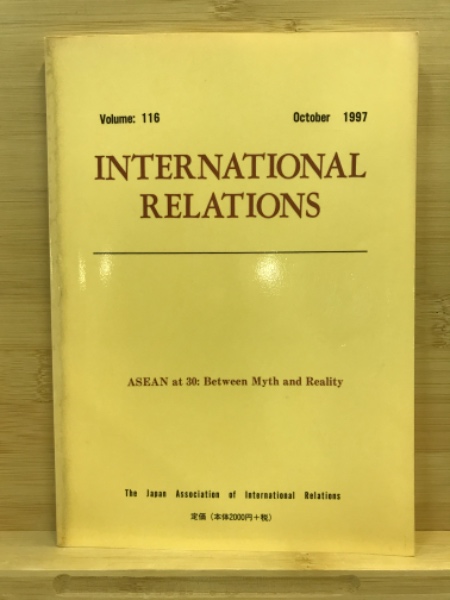 Volume: 116 October 1997
INTERNATIONAL
RELATIONS
ASEAN at 30: Between Myth and Reality
The Japan Association of International Relations
定価 (本体2000円+税)